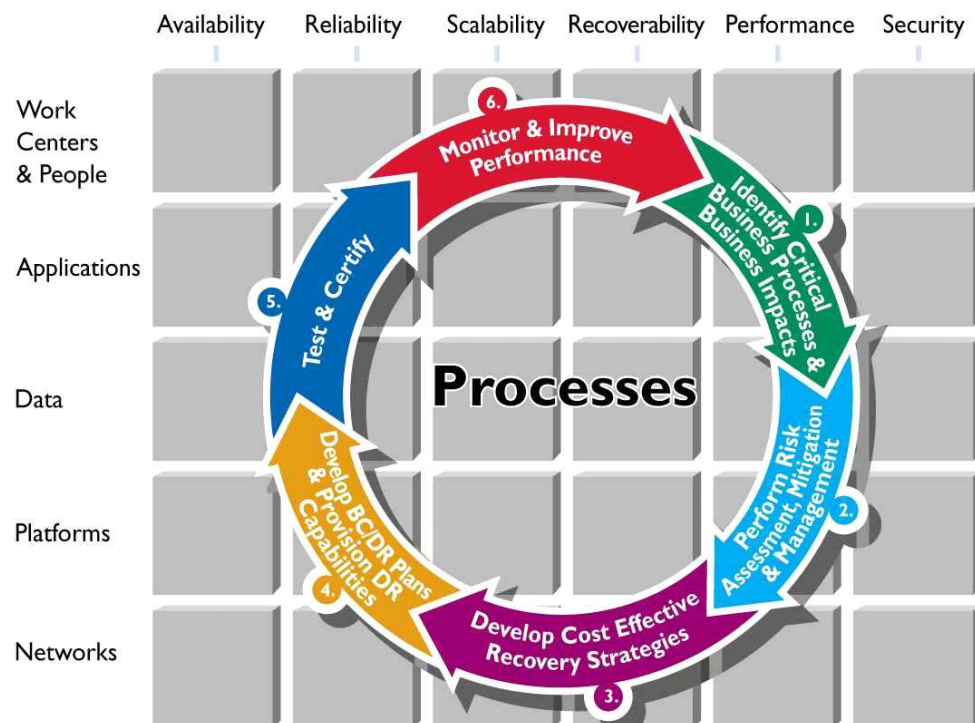 Availability Reliability Scalability Recoverability Performance Security
Work
Centers
& People
Applications
Data
Platforms
Networks
Processes
1.
Identify Critical
Business Processes &
Business Impacts
2.
Perform Risk
Assessment, Mitigation
& Management
3.
Develop Cost Effective
Recovery Strategies
4.
Develop BC/DR Plans
& Provision DR
Capabilities
5.
Test & Certify
6.
Monitor & Improve
Performance